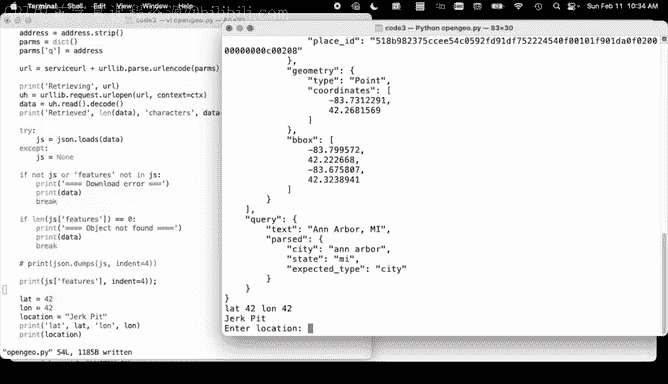 Terminal Shell Edit View Window Help
Sun Feb 11 10:34 AM
code3 — vi opengeo.py — 83×36
address = address.strip()
parms = dict()
parms['q'] = address
url = serviceurl + urllib.parse.urlencode(parms)
print('Retrieving', url)
uh = urllib.request.urlopen(url, context=ctx)
data = uh.read().decode()
print('Retrieved', len(data), 'characters', data
try:
js = json.loads(data)
except:
js = None
if not js or 'features' not in js:
print('==== Download error ===')
print(data)
break
if len(js['features']) == 0:
print('==== Object not found ====')
print(data)
break
# print(json.dumps(js, indent=4))
print(js['features'], indent=4));
lat = 42
lon = 42
location = "Jerk Pit"
print('lat', lat, 'lon', lon)
print(location)
"opengeo.py" 54L, 1185B written
code3 — Python opengeo.py — 83×30
"place_id": "518b982375ccee54c0592fd91df752224540f00101f901da0f0200
00000000c00208"
},
"geometry": {
"type": "Point",
"coordinates": [
-83.7312291,
42.2681569
]
},
"bbox": [
-83.799572,
42.222668,
-83.675807,
42.3238941
]
}
],
"query": {
"text": "Ann Arbor, MI",
"parsed": {
"city": "ann arbor",
"state": "mi",
"expected_type": "city"
}
}
}
lat 42 lon 42
Jerk Pit
Enter location: